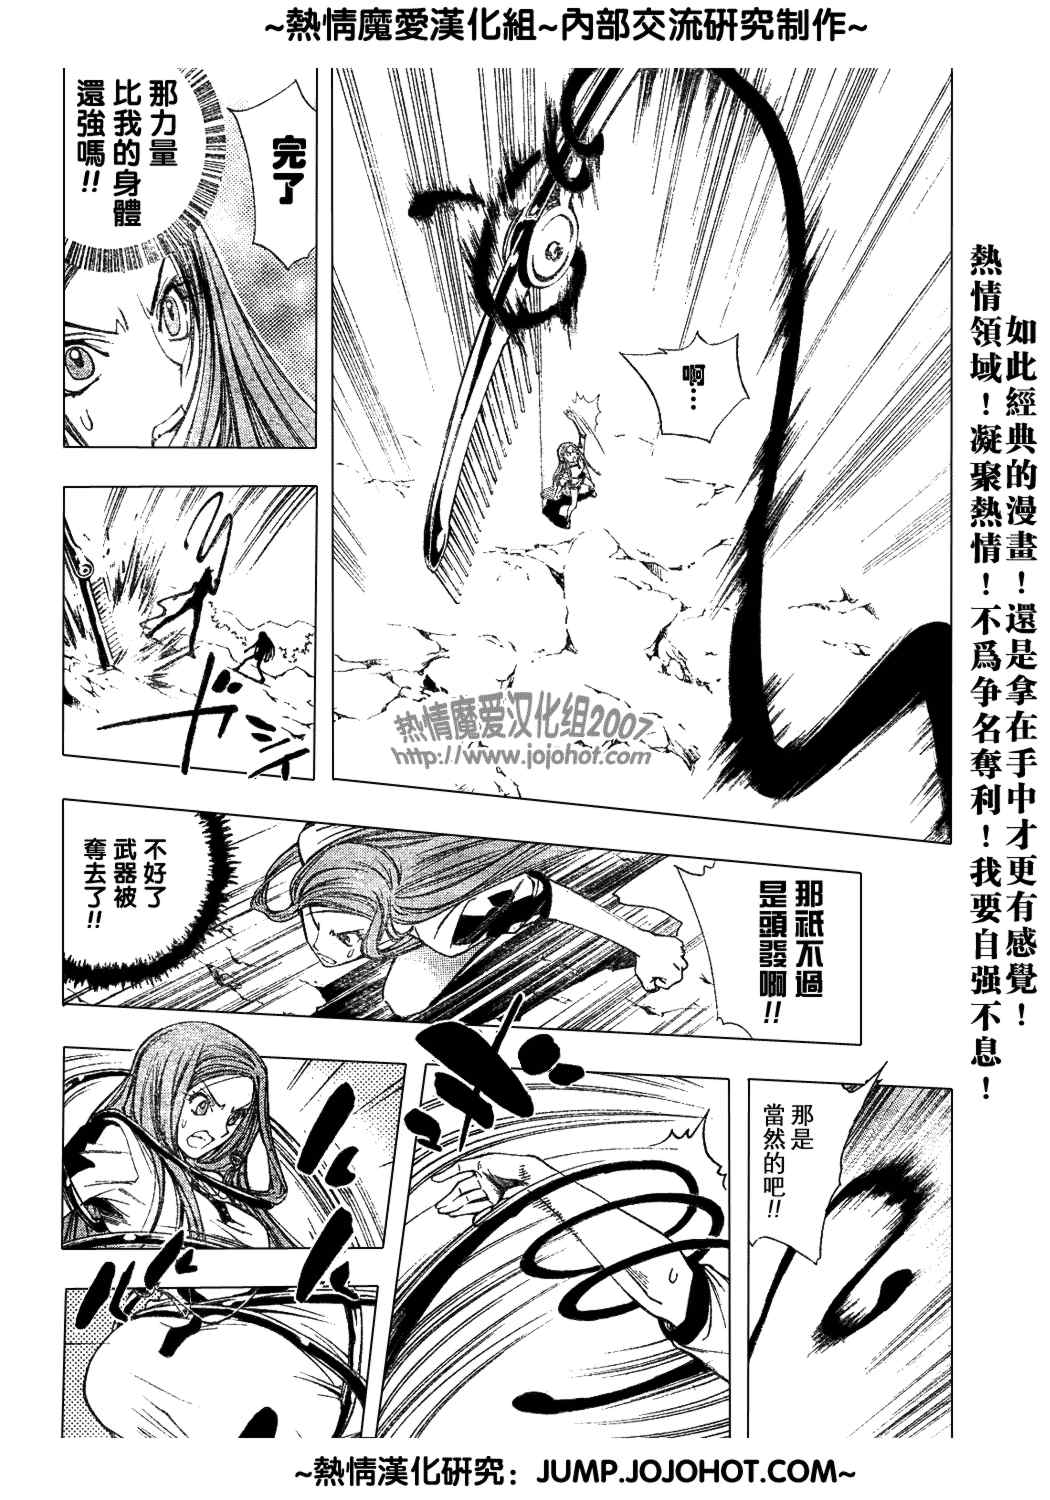 ~熱情魔愛漢化組~內部交流研究制作~
啊…
完了
那力量
比我的身體
還強嗎!!
ドドン
那祇不過
是頭發啊!!
不好了
武器被
奪去了!!
那是
當然的吧!!
熱情魔爱汉化组2007
http://www.jojohot.com
如此經典的漫畫！還是拿在手中才更有感覺！
熱情領域！凝聚熱情！不爲争名奪利！我要自强不息！
~熱情漢化研究：JUMP.JOJOHOT.COM~